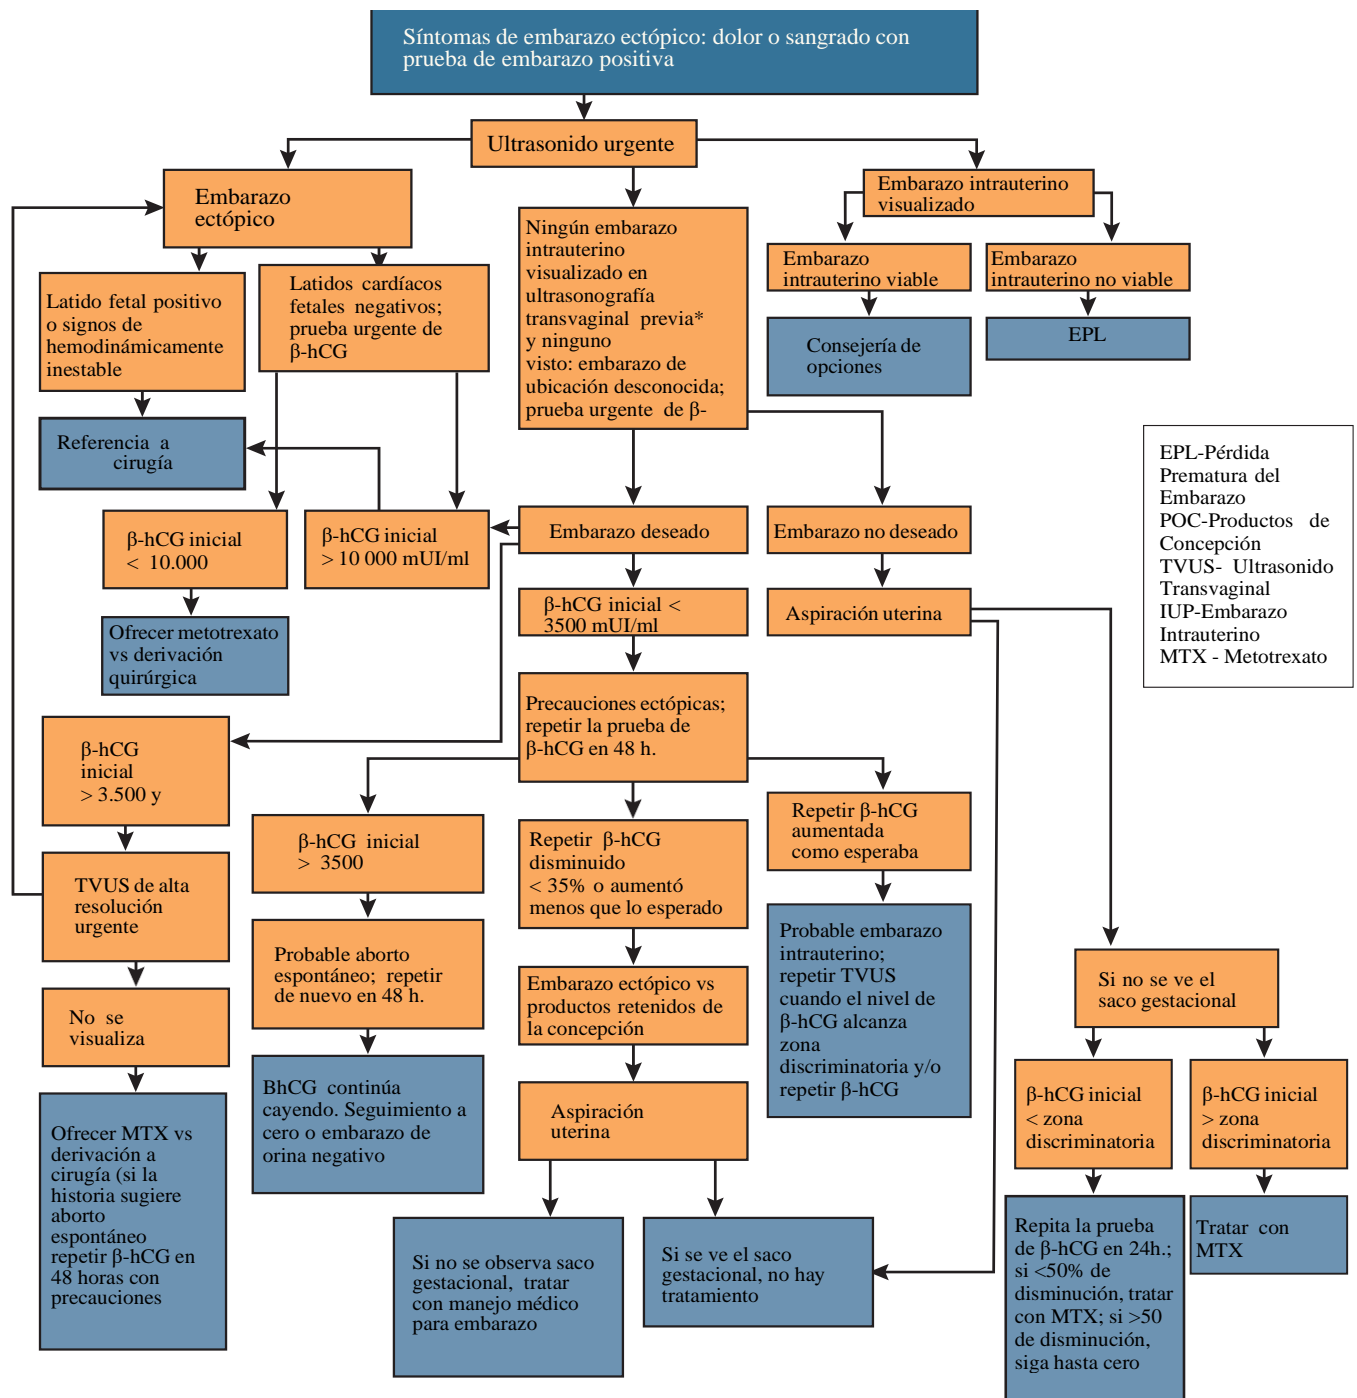 Síntomas de embarazo ectópico: dolor o sangrado con
prueba de embarazo positiva
Ultrasonido urgente
Embarazo
ectópico
Embarazo intrauterino
visualizado
Ningún embarazo
intrauterino
visualizado en
ultrasonografía
transvaginal previa*
y ninguno
visto: embarazo de
ubicación desconocida;
prueba urgente de β-
Embarazo
intrauterino viable
Embarazo
intrauterino no viable
Latido fetal positivo
o signos de
hemodinámicamente
inestable
Latidos cardíacos
fetales negativos;
prueba urgente de
β-hCG
Consejería de
opciones
EPL
Referencia a
cirugía
EPL-Pérdida
Prematura del
Embarazo
POC-Productos de
Concepción
TVUS- Ultrasonido
Transvaginal
IUP-Embarazo
Intrauterino
MTX - Metotrexato
β-hCG inicial
< 10.000
β-hCG inicial
> 10 000 mUI/ml
Embarazo deseado
Embarazo no deseado
β-hCG inicial <
3500 mUI/ml
Aspiración uterina
Ofrecer metotrexato
vs derivación
quirúrgica
Precauciones ectópicas;
repetir la prueba de
β-hCG en 48 h.
β-hCG
inicial
> 3.500 y
β-hCG inicial
> 3500
Repetir β-hCG
disminuido
< 35% o aumentó
menos que lo esperado
Repetir β-hCG
aumentada
como esperaba
TVUS de alta
resolución
urgente
Probable aborto
espontáneo; repetir
de nuevo en 48 h.
Embarazo ectópico vs
productos retenidos de
la concepción
Probable embarazo
intrauterino;
repetir TVUS
cuando el nivel de
β-hCG alcanza
zona
discriminatoria y/o
repetir β-hCG
Si no se ve el
saco gestacional
No se
visualiza
BhCG continúa
cayendo. Seguimiento a
cero o embarazo de
orina negativo
Aspiración
uterina
β-hCG inicial
< zona
discriminatoria
β-hCG inicial
> zona
discriminatoria
Ofrecer MTX vs
derivación a
cirugía (si la
historia sugiere
aborto
espontáneo
repetir β-hCG en
48 horas con
precauciones
Si no se observa saco
gestacional, tratar
con manejo médico
para embarazo
Si se ve el saco
gestacional, no hay
tratamiento
Repita la prueba
de β-hCG en 24h.;
si <50% de
disminución, tratar
con MTX; si >50
de disminución,
siga hasta cero
Tratar con
MTX